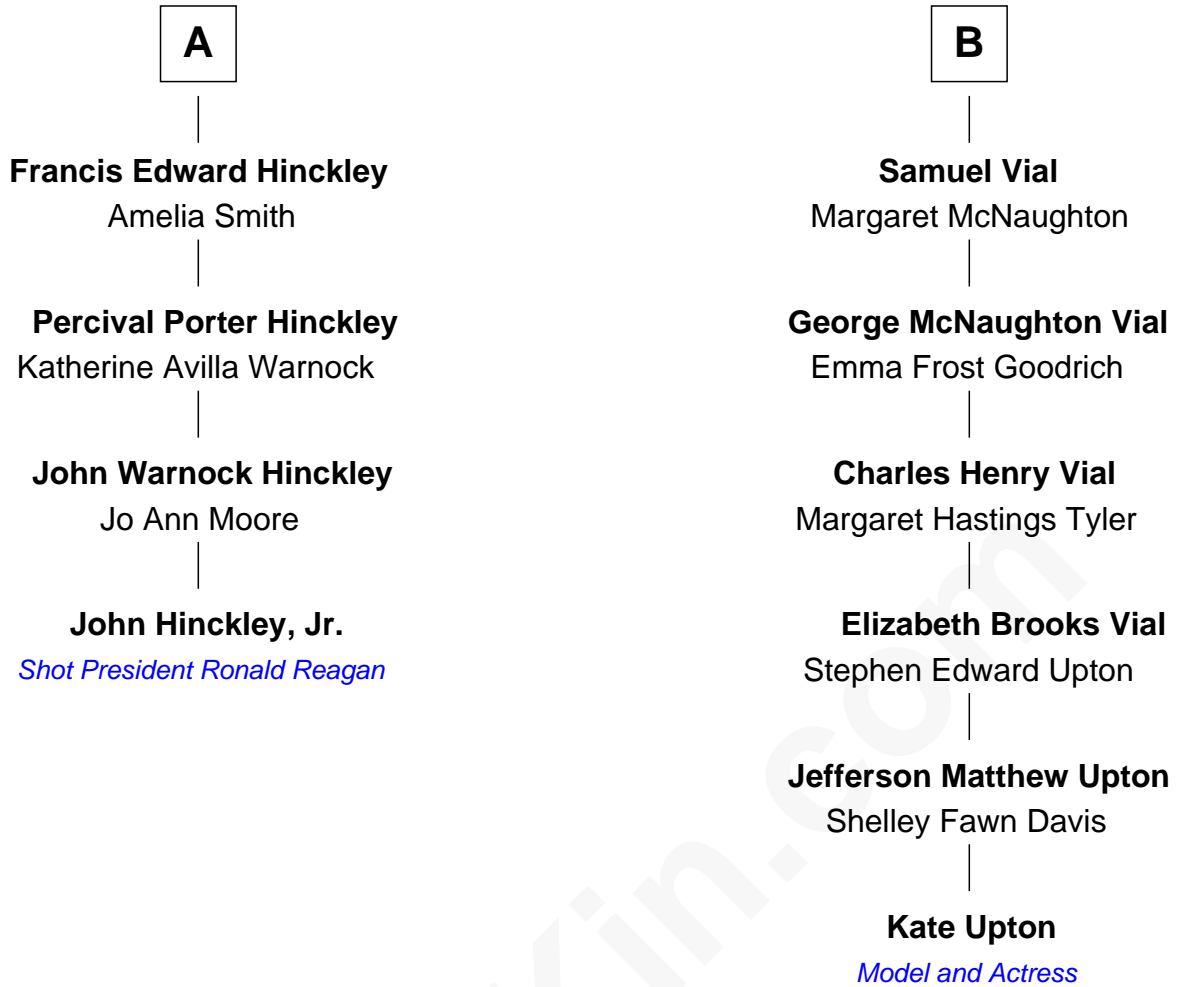 A
Francis Edward Hinckley
Amelia Smith
Percival Porter Hinckley
Katherine Avilla Warnock
John Warnock Hinckley
Jo Ann Moore
John Hinckley, Jr.
Shot President Ronald Reagan
B
Samuel Vial
Margaret McNaughton
George McNaughton Vial
Emma Frost Goodrich
Charles Henry Vial
Margaret Hastings Tyler
Elizabeth Brooks Vial
Stephen Edward Upton
Jefferson Matthew Upton
Shelley Fawn Davis
Kate Upton
Model and Actress